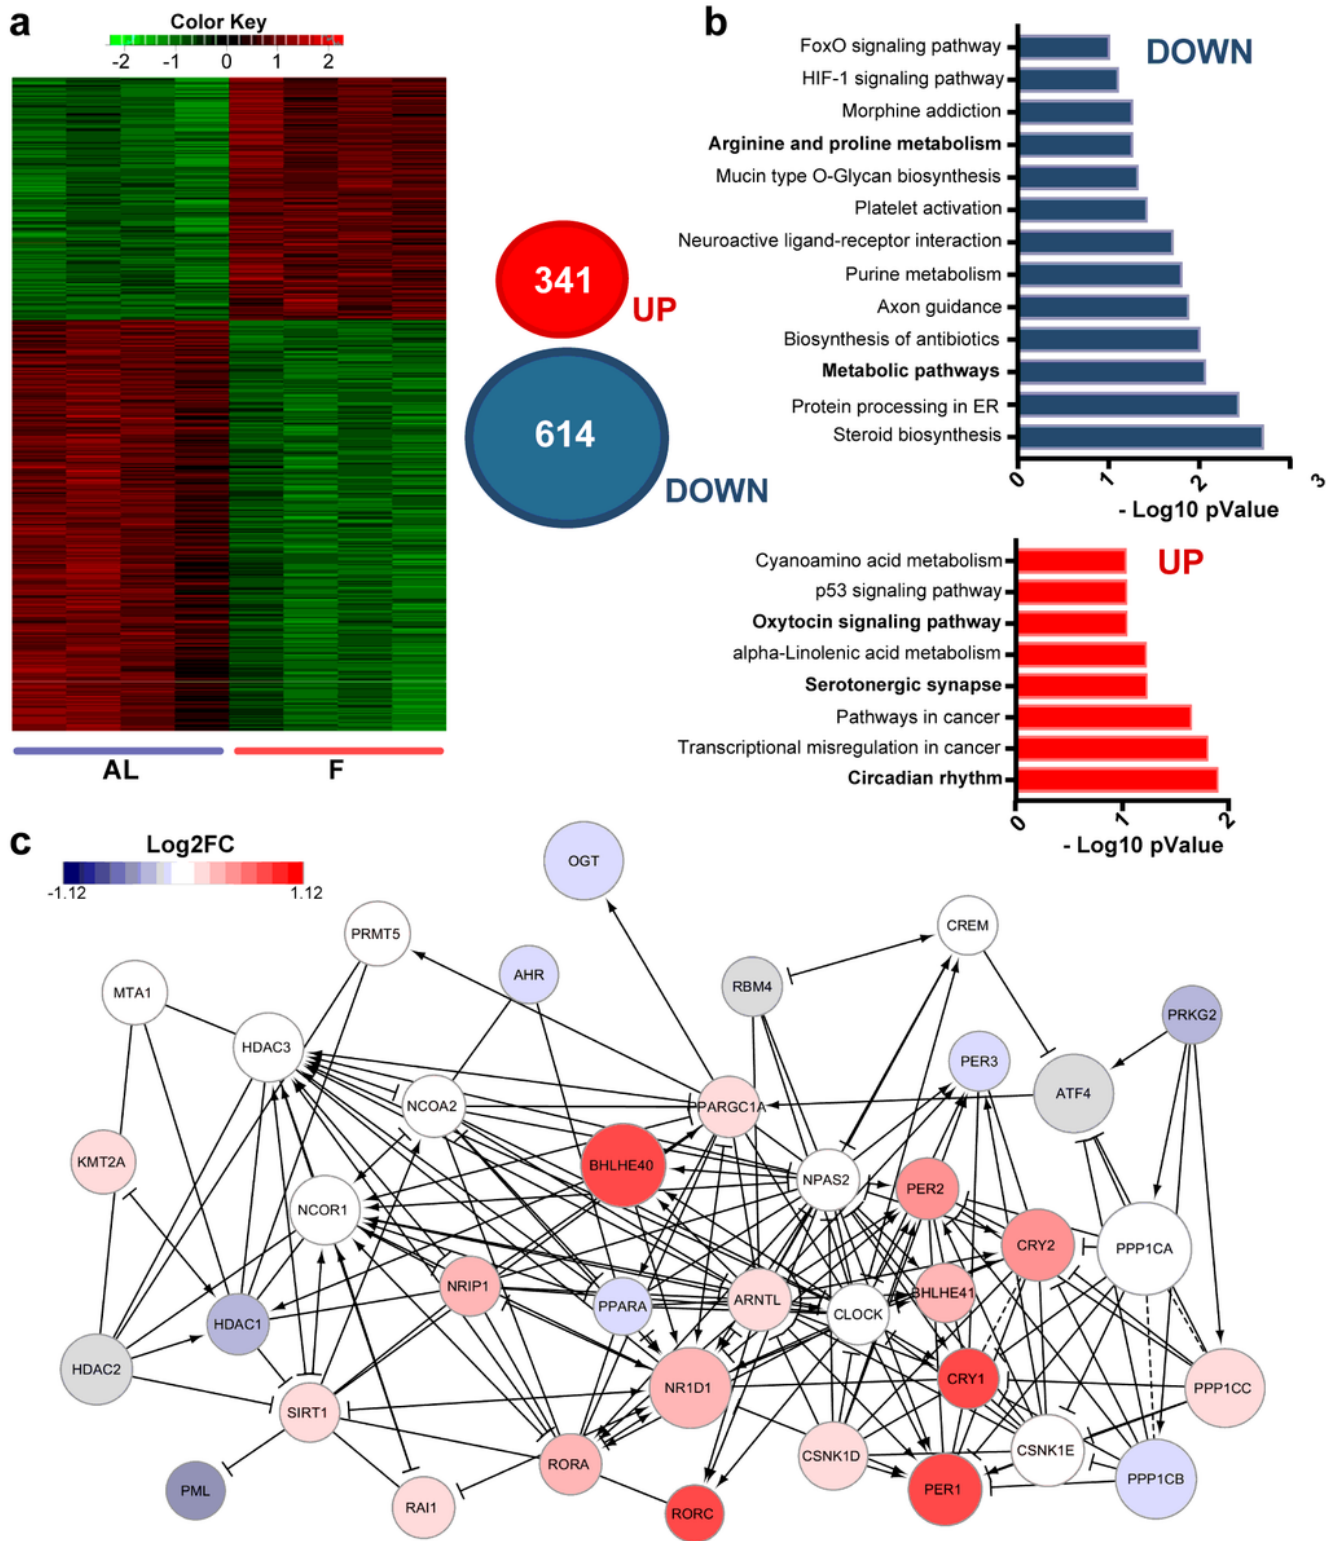 a
Color Key
-2 -1 0 1 2
AL
F
341
UP
614
DOWN
b
DOWN
FoxO signaling pathway
HIF-1 signaling pathway
Morphine addiction
Arginine and proline metabolism
Mucin type O-Glycan biosynthesis
Platelet activation
Neuroactive ligand-receptor interaction
Purine metabolism
Axon guidance
Biosynthesis of antibiotics
Metabolic pathways
Protein processing in ER
Steroid biosynthesis
0 1 2 3
- Log10 pValue
UP
Cyanoamino acid metabolism
p53 signaling pathway
Oxytocin signaling pathway
alpha-Linolenic acid metabolism
Serotonergic synapse
Pathways in cancer
Transcriptional misregulation in cancer
Circadian rhythm
0 1 2
- Log10 pValue
c
Log2FC
-1.12 1.12
OGT
PRMT5
CREM
AHR
RBM4
MTA1
PRKG2
HDAC3
PER3
ATF4
NCOA2
PARGC1A
KMT2A
BHLHE40
NPAS2
PER2
NCOR1
CRY2
PPP1CA
NRIP1
PPARA
ARNTL
CLOCK
BHLHE41
HDAC1
HDAC2
NR1D1
CRY1
PPP1CC
SIRT1
CSNK1D
CSNK1E
RORA
PPP1CB
PML
RAI1
RORC
PER1